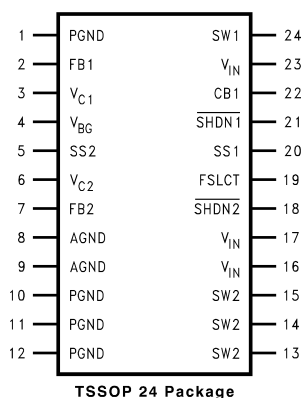 1 PGND SW1 24
2 FB1 VIN 23
3 VC1 CB1 22
4 VBG SHDN1 21
5 SS2 SS1 20
6 VC2 FSLCT 19
7 FB2 SHDN2 18
8 AGND VIN 17
9 AGND VIN 16
10 PGND SW2 15
11 PGND SW2 14
12 PGND SW2 13
TSSOP 24 Package